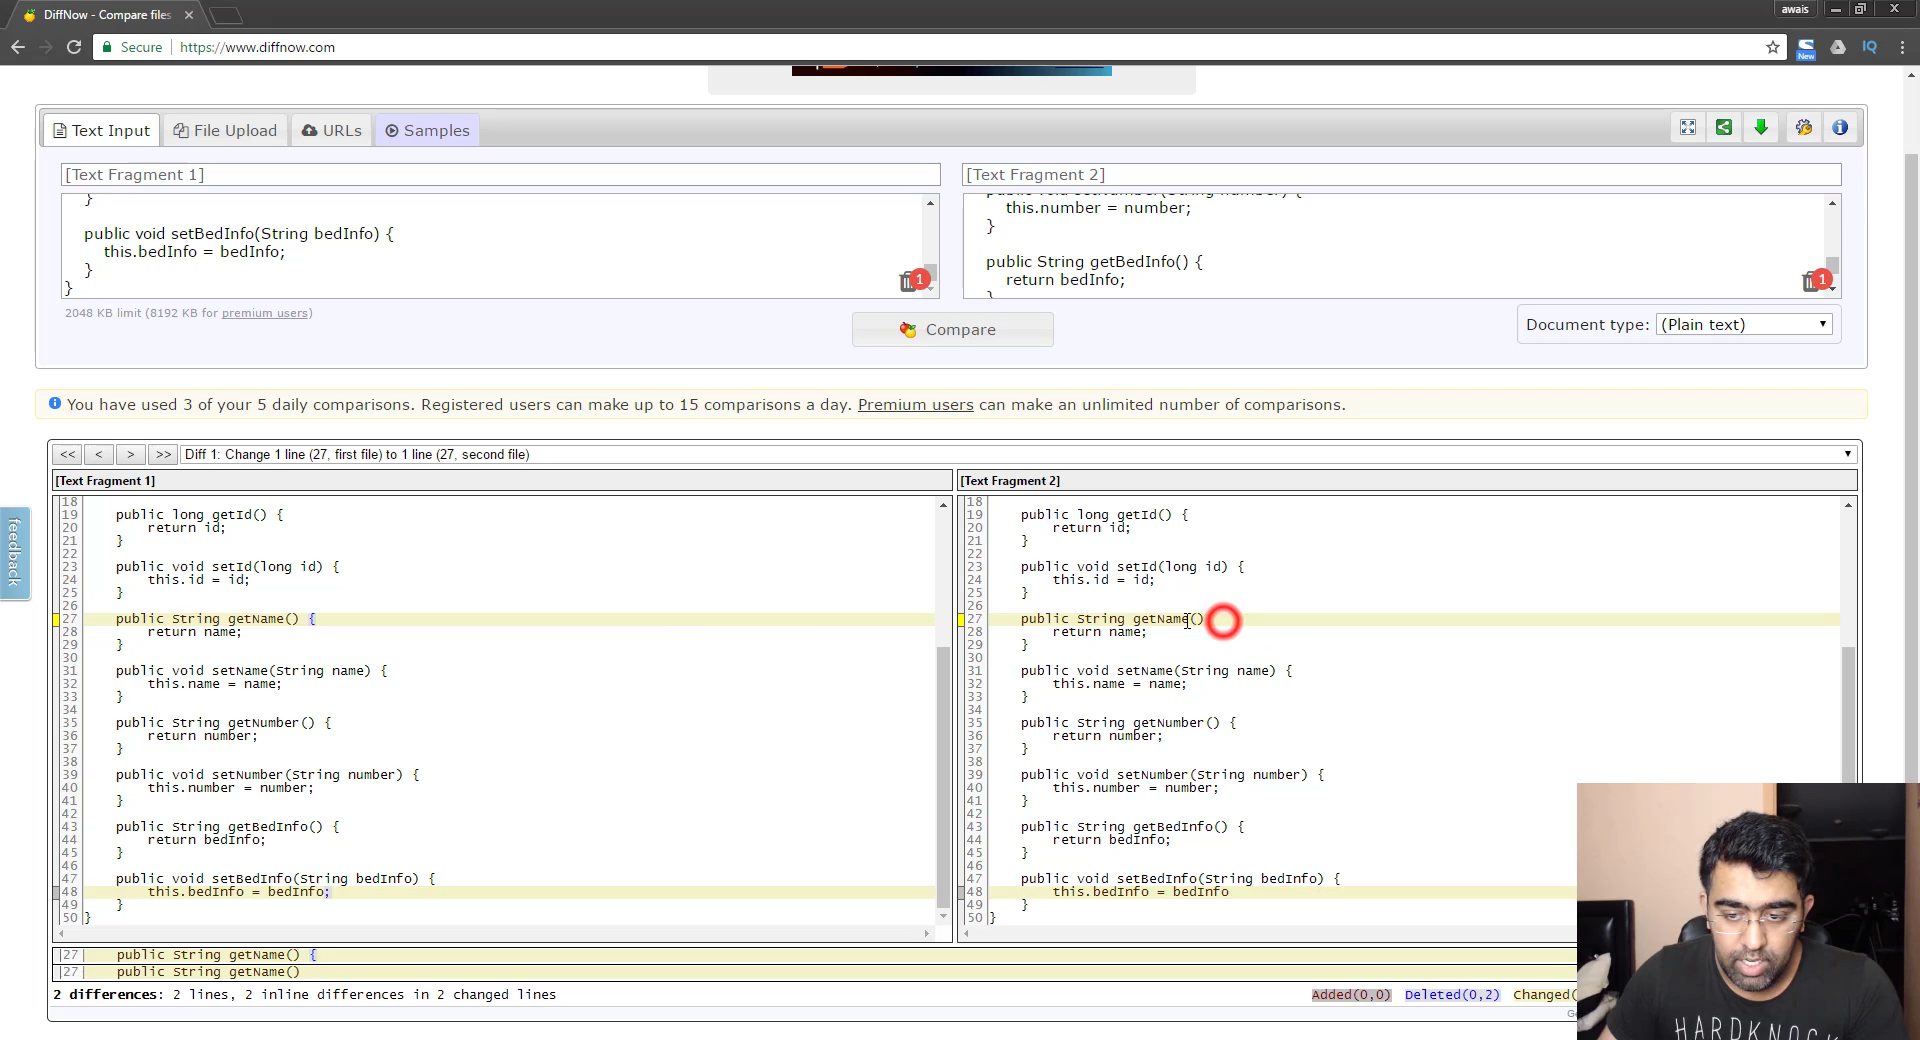 DiffNow - Compare files
awais
Secure
https://www.diffnow.com
New
IQ
Text Input
File Upload
URLs
Samples
[Text Fragment 1]
[Text Fragment 2]
}
public void setBedInfo(String bedInfo) {
this.bedInfo = bedInfo;
}
}
1
public void setNumber(String number) {
this.number = number;
}
public String getBedInfo() {
return bedInfo;
}
1
2048 KB limit (8192 KB for premium users)
Compare
Document type: (Plain text)
You have used 3 of your 5 daily comparisons. Registered users can make up to 15 comparisons a day. Premium users can make an unlimited number of comparisons.
<< < > >> Diff 1: Change 1 line (27, first file) to 1 line (27, second file)
feedback
[Text Fragment 1]
18
19 public long getId() {
20 return id;
21 }
22
23 public void setId(long id) {
24 this.id = id;
25 }
26
27 public String getName() {
28 return name;
29 }
30
31 public void setName(String name) {
32 this.name = name;
33 }
34
35 public String getNumber() {
36 return number;
37 }
38
39 public void setNumber(String number) {
40 this.number = number;
41 }
42
43 public String getBedInfo() {
44 return bedInfo;
45 }
46
47 public void setBedInfo(String bedInfo) {
48 this.bedInfo = bedInfo;
49 }
50 }
[Text Fragment 2]
18
19 public long getId() {
20 return id;
21 }
22
23 public void setId(long id) {
24 this.id = id;
25 }
26
27 public String getName()
28 return name;
29 }
30
31 public void setName(String name) {
32 this.name = name;
33 }
34
35 public String getNumber() {
36 return number;
37 }
38
39 public void setNumber(String number) {
40 this.number = number;
41 }
42
43 public String getBedInfo() {
44 return bedInfo;
45 }
46
47 public void setBedInfo(String bedInfo) {
48 this.bedInfo = bedInfo
49 }
50 }
27 public String getName() {
27 public String getName()
2 differences: 2 lines, 2 inline differences in 2 changed lines
Added(0,0) Deleted(0,2) Changed(
HARDKNOCK